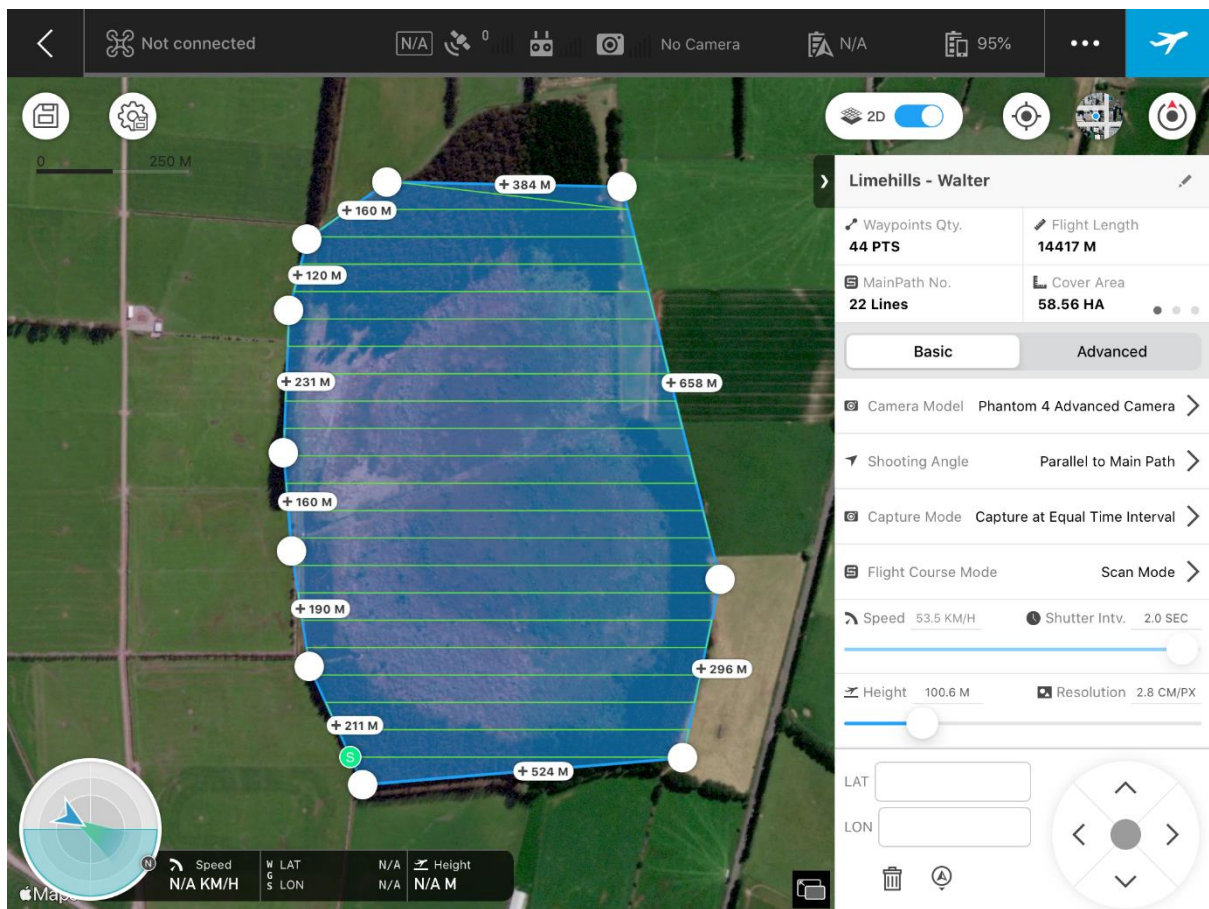 Not connected
N/A
0
No Camera
N/A
95%
2D
0
250 M
+ 384 M
+ 160 M
+ 120 M
+ 231 M
+ 658 M
+ 160 M
+ 190 M
+ 296 M
+ 211 M
S
+ 524 M
Limehills - Walter
Waypoints Qty.
44 PTS
Flight Length
14417 M
MainPath No.
22 Lines
Cover Area
58.56 HA
Basic
Advanced
Camera Model Phantom 4 Advanced Camera
Shooting Angle Parallel to Main Path
Capture Mode Capture at Equal Time Interval
Flight Course Mode Scan Mode
Speed 53.5 KM/H
Shutter Intv. 2.0 SEC
Height 100.6 M
Resolution 2.8 CM/PX
LAT
LON
N
Speed
N/A KM/H
WGS
LAT N/A
LON N/A
Height
N/A M
Maps